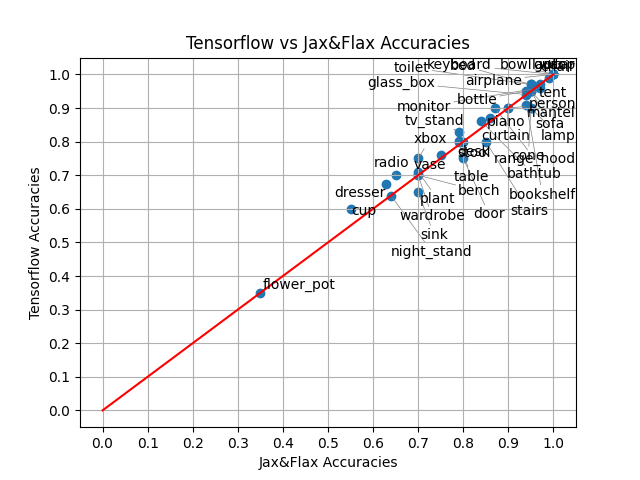 Tensorflow vs Jax&Flax Accuracies
toilet
keyboard
bed
airplane
glass_box
bottle
tent
monitor
person
mantel
tv_stand
piano
sofa
xbox
curtain
lamp
desk
stool
cone
range_hood
radio
vase
bathtub
table
dresser
bench
bookshelf
plant
cup
wardrobe
door
stairs
sink
night_stand
flower_pot
1.0
0.9
0.8
0.7
0.6
0.5
0.4
0.3
0.2
0.1
0.0
Tensorflow Accuracies
0.0 0.1 0.2 0.3 0.4 0.5 0.6 0.7 0.8 0.9 1.0
Jax&Flax Accuracies